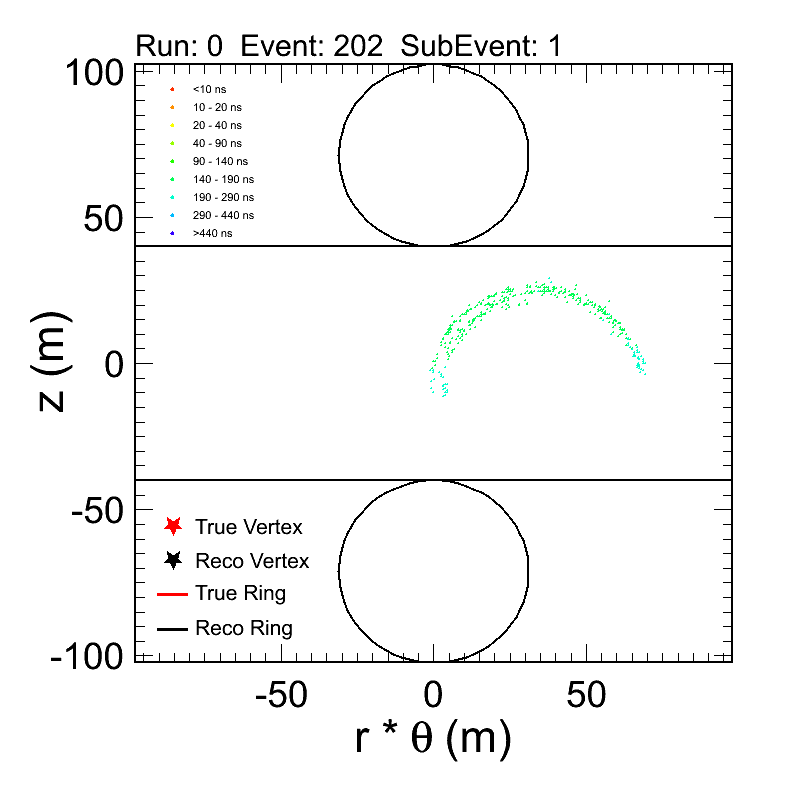 Run: 0  Event: 202  SubEvent: 1
100
<10 ns
10 - 20 ns
20 - 40 ns
40 - 90 ns
90 - 140 ns
140 - 190 ns
190 - 290 ns
290 - 440 ns
>440 ns
50
0
z (m)
-50
True Vertex
Reco Vertex
True Ring
Reco Ring
-100
-50 0 50
r * θ (m)